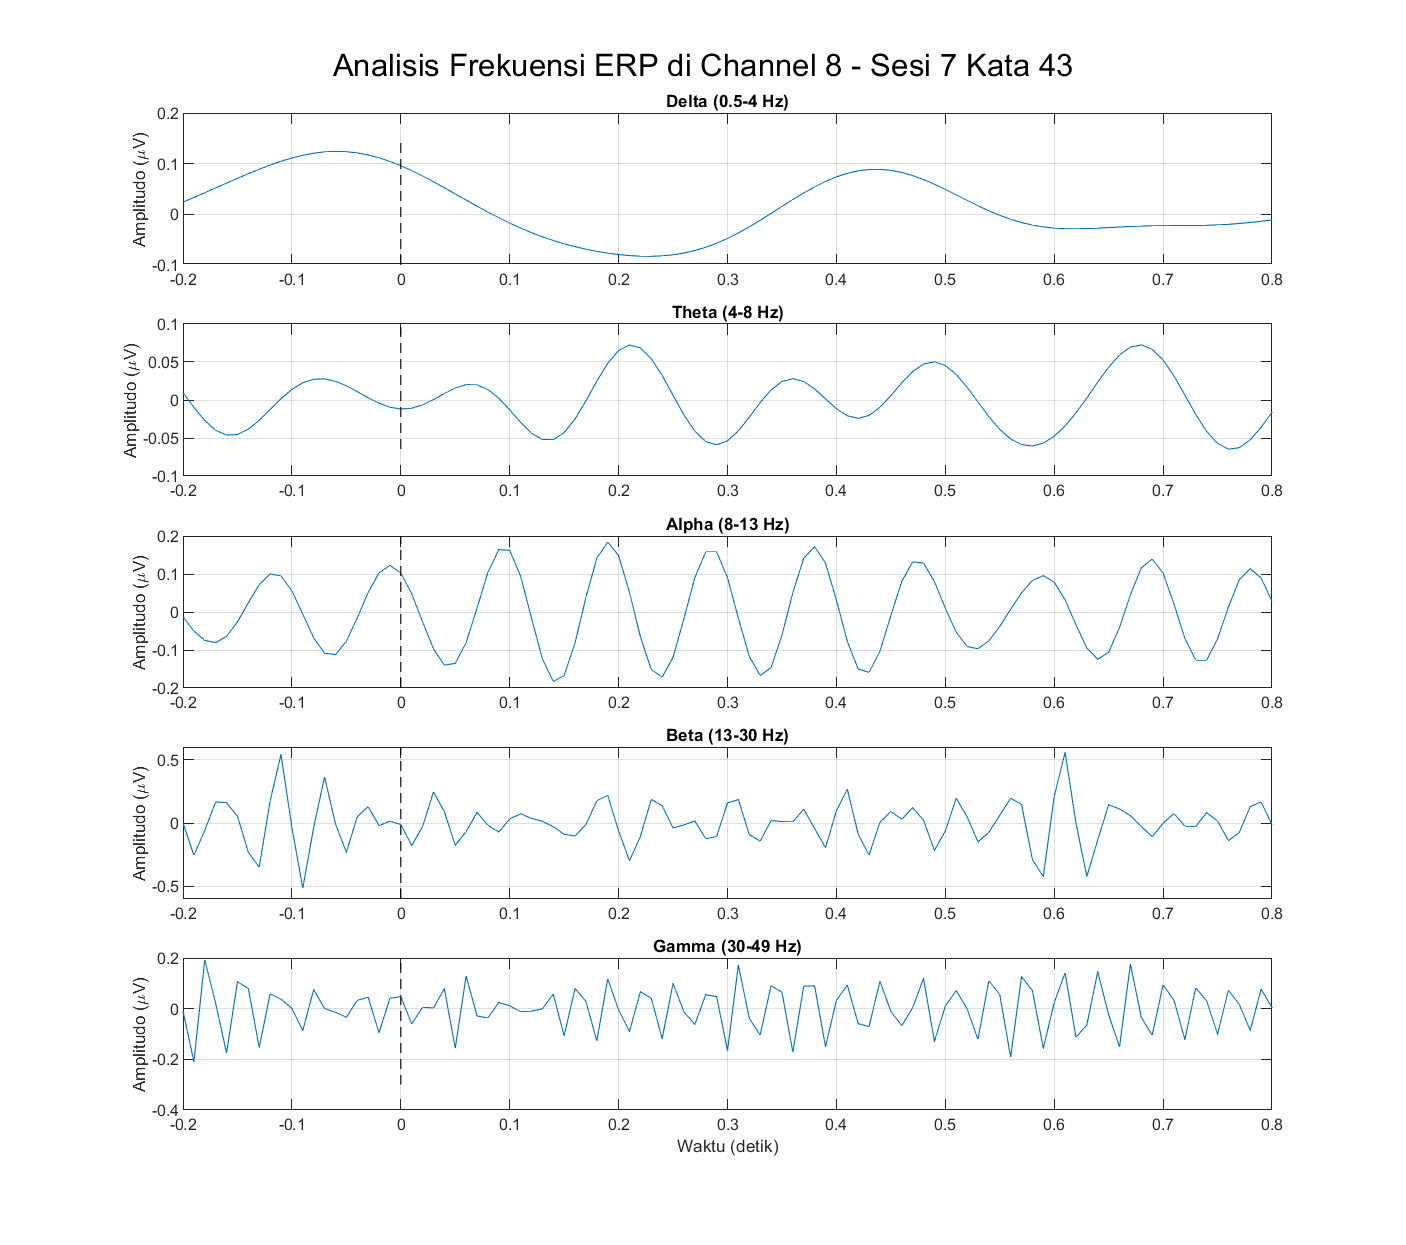 Analisis Frekuensi ERP di Channel 8 - Sesi 7 Kata 43
Delta (0.5-4 Hz)
Amplitudo (μV)
0.2
0.1
0
-0.1
-0.2 -0.1 0 0.1 0.2 0.3 0.4 0.5 0.6 0.7 0.8
Theta (4-8 Hz)
Amplitudo (μV)
0.1
0.05
0
-0.05
-0.1
-0.2 -0.1 0 0.1 0.2 0.3 0.4 0.5 0.6 0.7 0.8
Alpha (8-13 Hz)
Amplitudo (μV)
0.2
0.1
0
-0.1
-0.2
-0.2 -0.1 0 0.1 0.2 0.3 0.4 0.5 0.6 0.7 0.8
Beta (13-30 Hz)
Amplitudo (μV)
0.5
0
-0.5
-0.2 -0.1 0 0.1 0.2 0.3 0.4 0.5 0.6 0.7 0.8
Gamma (30-49 Hz)
Amplitudo (μV)
0.2
0
-0.2
-0.4
-0.2 -0.1 0 0.1 0.2 0.3 0.4 0.5 0.6 0.7 0.8
Waktu (detik)